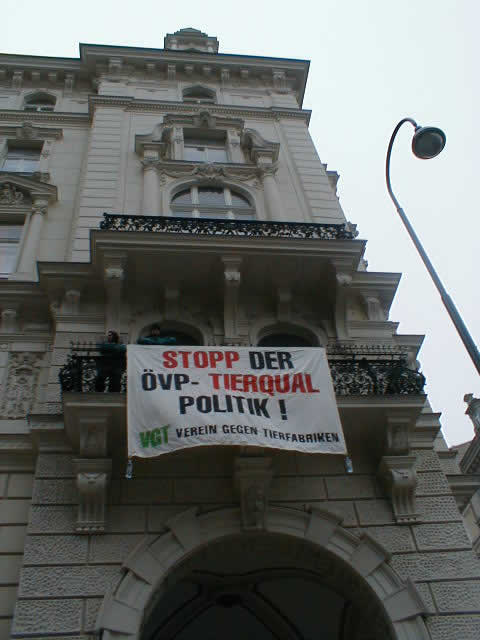 STOPP DER
ÖVP- TIERQUAL
POLITIK !
VGT VEREIN GEGEN TIERFABRIKEN